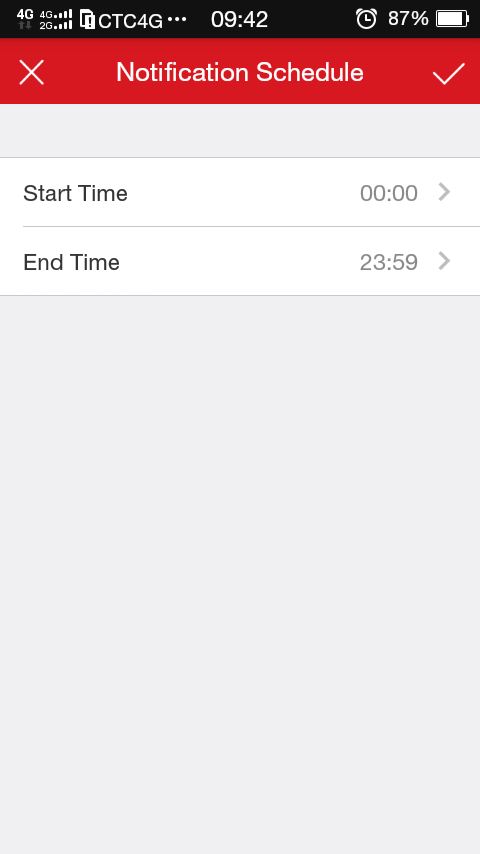 4G 4G 2G CTC4G ··· 09:42 87%
Notification Schedule
Start Time 00:00
End Time 23:59